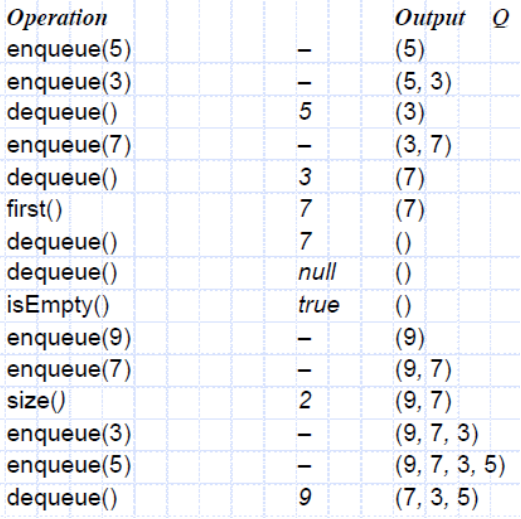 Operation Output Q
enqueue(5) – (5)
enqueue(3) – (5, 3)
dequeue() 5 (3)
enqueue(7) – (3, 7)
dequeue() 3 (7)
first() 7 (7)
dequeue() 7 ()
dequeue() null ()
isEmpty() true ()
enqueue(9) – (9)
enqueue(7) – (9, 7)
size() 2 (9, 7)
enqueue(3) – (9, 7, 3)
enqueue(5) – (9, 7, 3, 5)
dequeue() 9 (7, 3, 5)